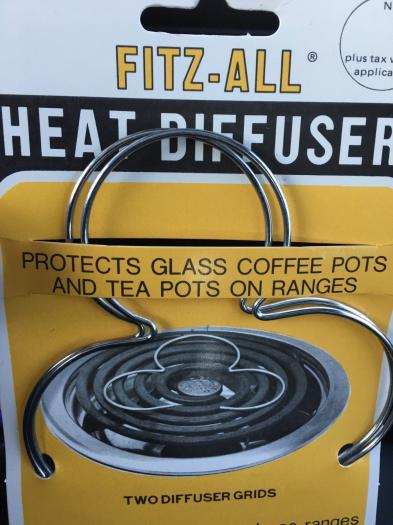 N
plus tax w
applica
FITZ-ALL®
HEAT DIFFUSER
PROTECTS GLASS COFFEE POTS
AND TEA POTS ON RANGES
TWO DIFFUSER GRIDS
ranges